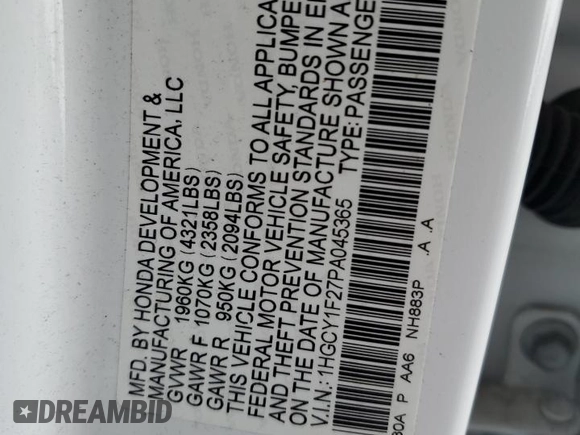 MFD. BY HONDA DEVELOPMENT &
MANUFACTURING OF AMERICA, LLC
GVWR 1960KG (4321LBS)
GAWR F 1070KG (2358LBS)
GAWR R 950KG (2094LBS)
THIS VEHICLE CONFORMS TO ALL APPLICA
FEDERAL MOTOR VEHICLE SAFETY, BUMPE
AND THEFT PREVENTION STANDARDS IN EF
ON THE DATE OF MANUFACTURE SHOWN A
V.I.N.: 1HGCY1F27PA045365 TYPE: PASSENGE
30A P AA6 NH883P .A .A
DREAMBID